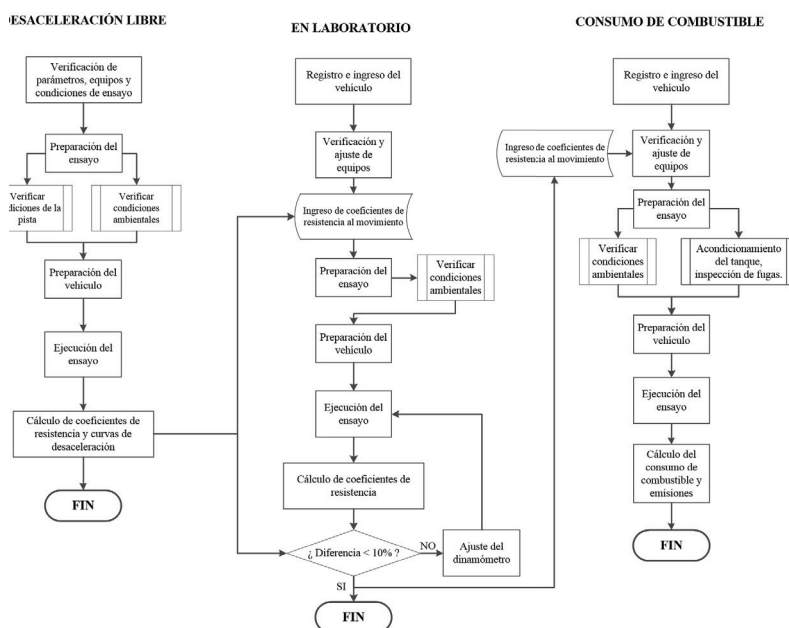 DESACELERACIÓN LIBRE
Verificación de
parámetros, equipos y
condiciones de ensayo
Preparación del
ensayo
Verificar
diciones de la
pista
Verificar
condiciones
ambientales
Preparación del
vehículo
Ejecución del
ensayo
Cálculo de coeficientes de
resistencia y curvas de
desaceleración
FIN
EN LABORATORIO
Registro e ingreso del
vehículo
Verificación y
ajuste de
equipos
Ingreso de coeficientes de
resistencia al movimiento
Preparación del
ensayo
Verificar
condiciones
ambientales
Preparación del
vehículo
Ejecución del
ensayo
Cálculo de coeficientes de
resistencia
¿ Diferencia < 10% ?
NO
Ajuste del
dinamómetro
SI
FIN
CONSUMO DE COMBUSTIBLE
Registro e ingreso del
vehículo
Ingreso de coeficientes de
resistencia al movimiento
Verificación y
ajuste de
equipos
Preparación del
ensayo
Verificar
condiciones
ambientales
Acondicionamiento
del tanque,
inspección de fugas.
Preparación del
vehículo
Ejecución del
ensayo
Cálculo del
consumo de
combustible y
emisiones
FIN